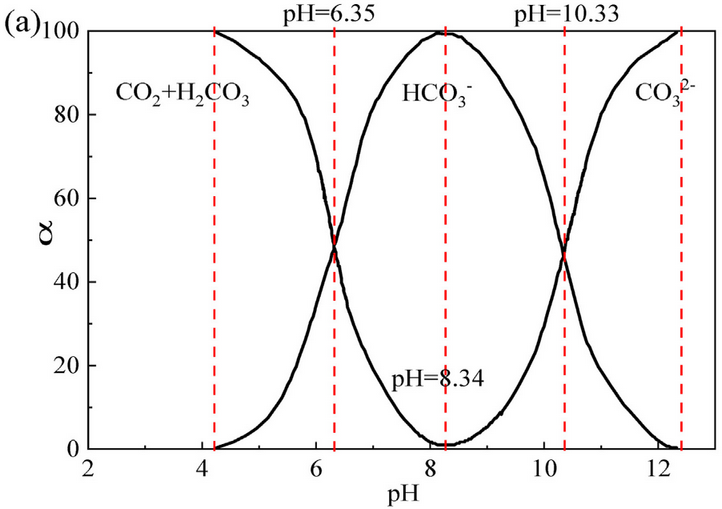 (a)
pH=6.35 pH=10.33
100
CO₂+H₂CO₃ HCO₃⁻ CO₃²⁻
80
60
α
40
20
pH=8.34
0
2 4 6 8 10 12
pH